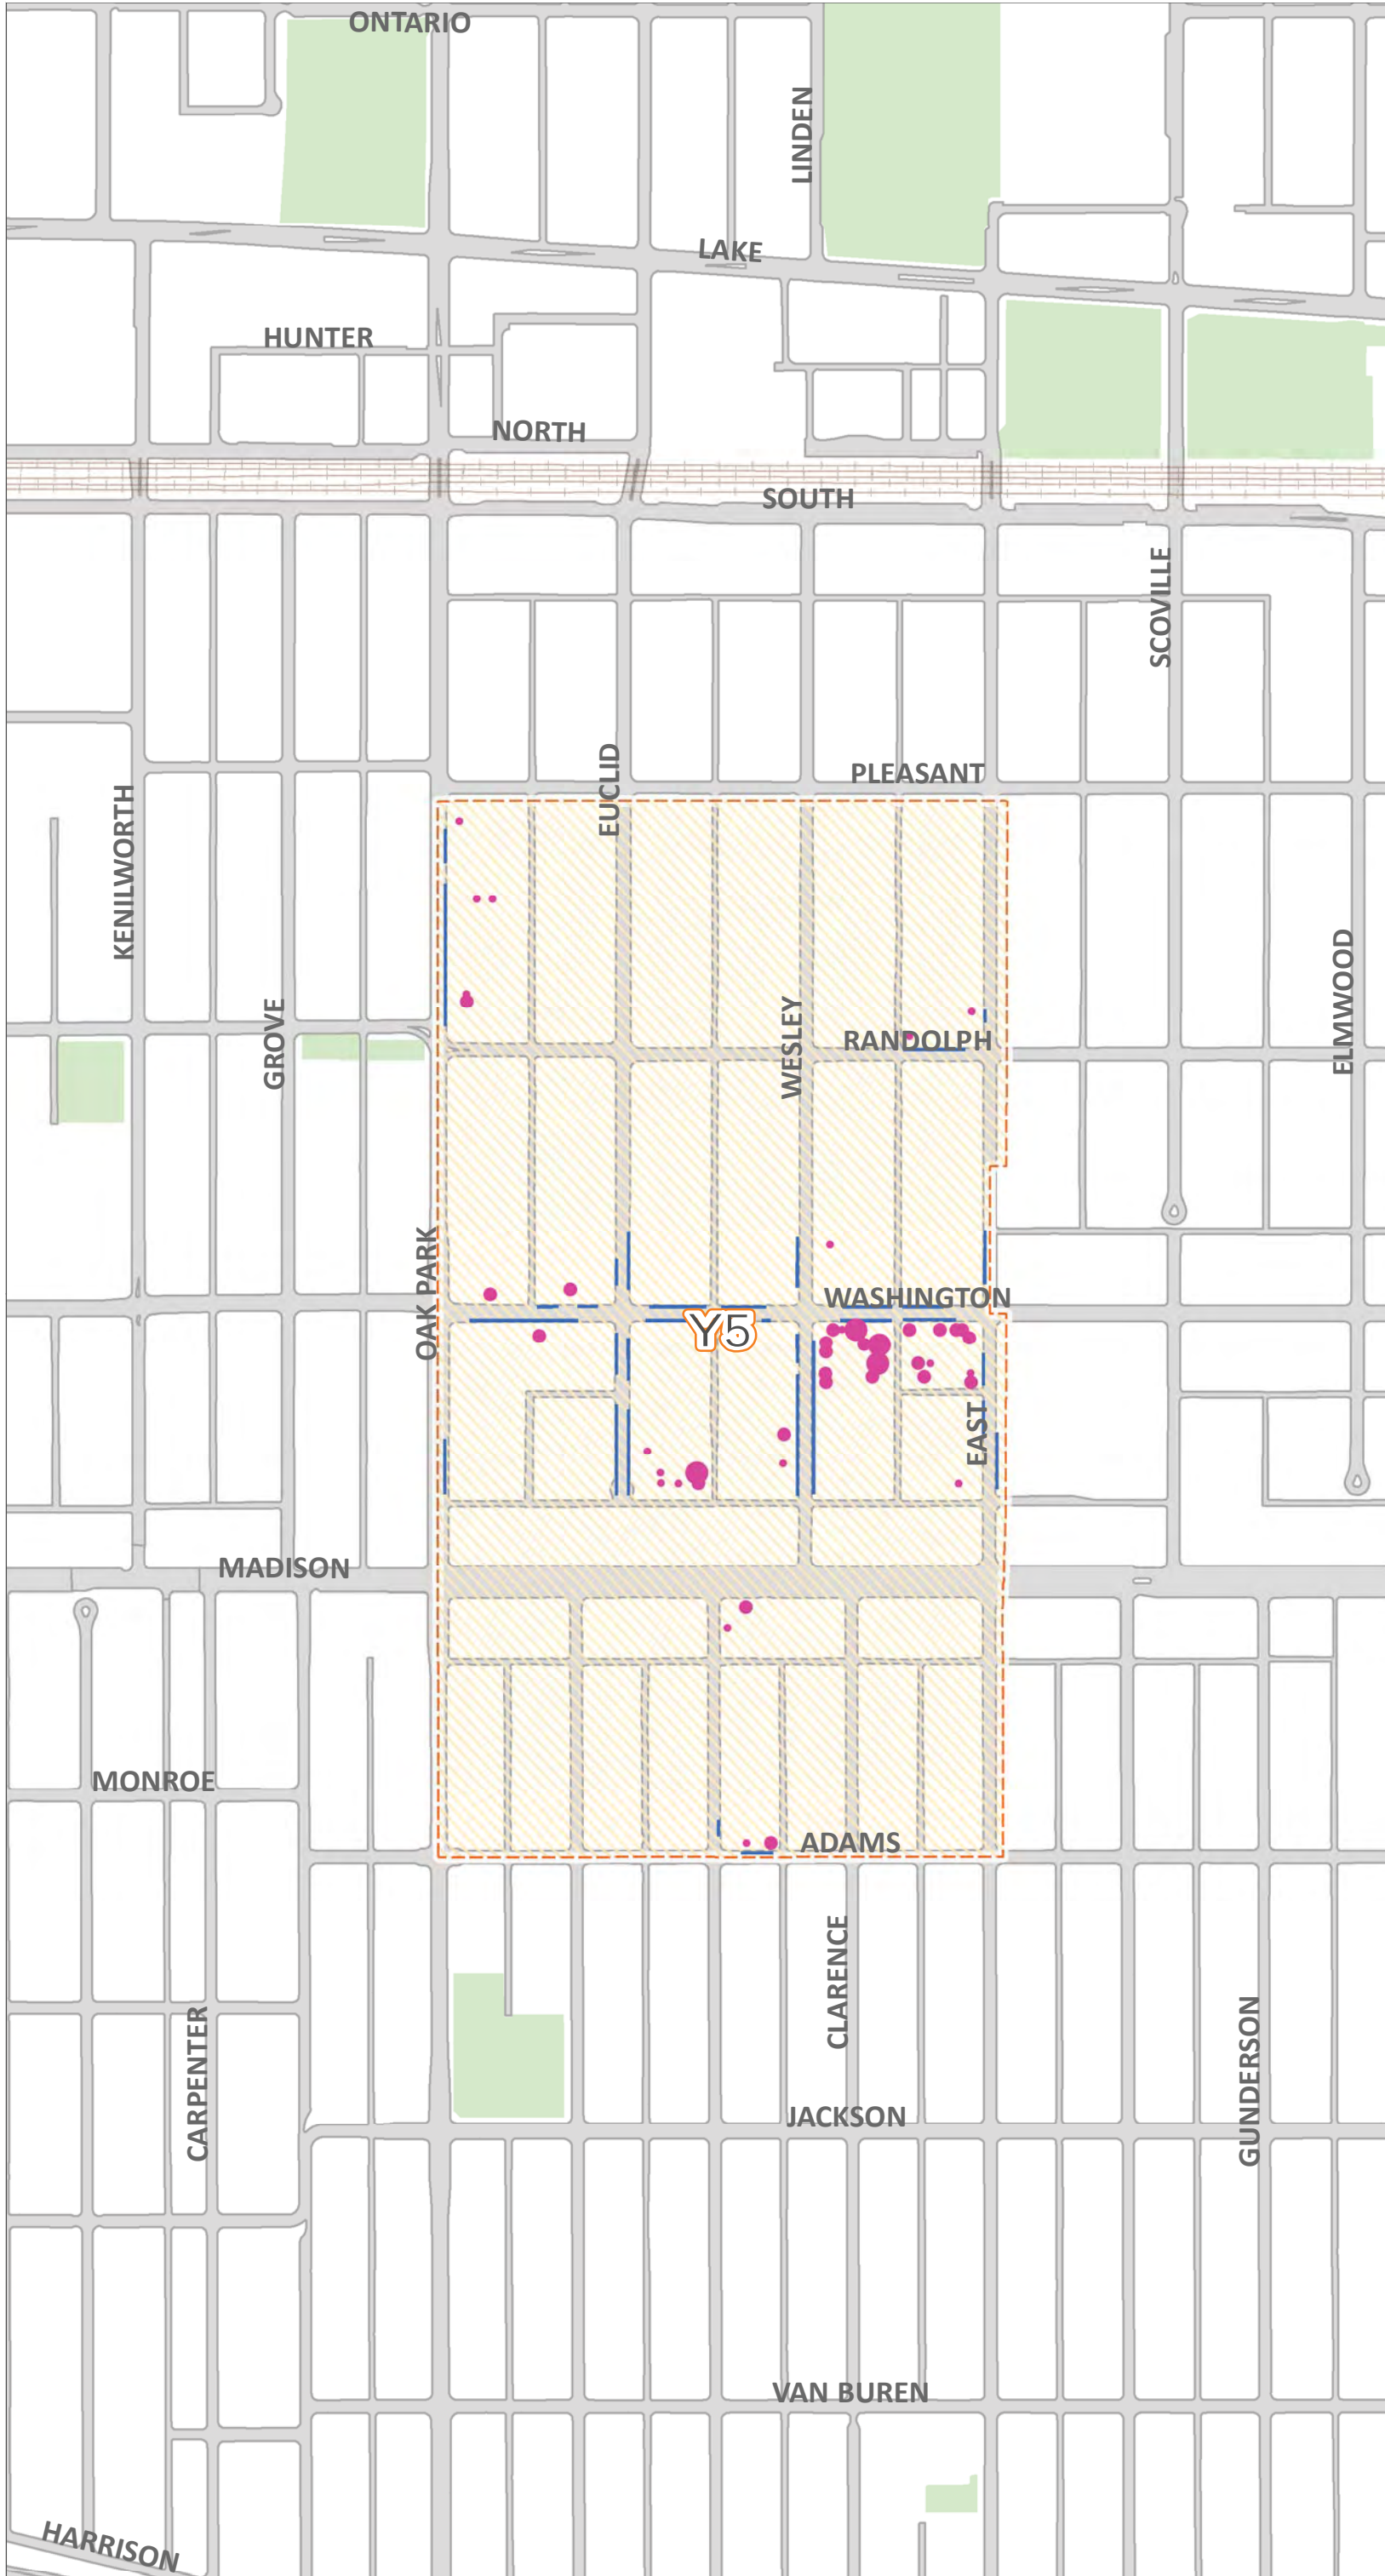 ONTARIO
LINDEN
LAKE
HUNTER
NORTH
SOUTH
SCOVILLE
EUCLID
PLEASANT
KENILWORTH
ELMWOOD
GROVE
WESLEY
RANDOLPH
OAK PARK
WASHINGTON
Y5
EAST
MADISON
MONROE
ADAMS
CLARENCE
CARPENTER
GUNDERSON
JACKSON
VAN BUREN
HARRISON